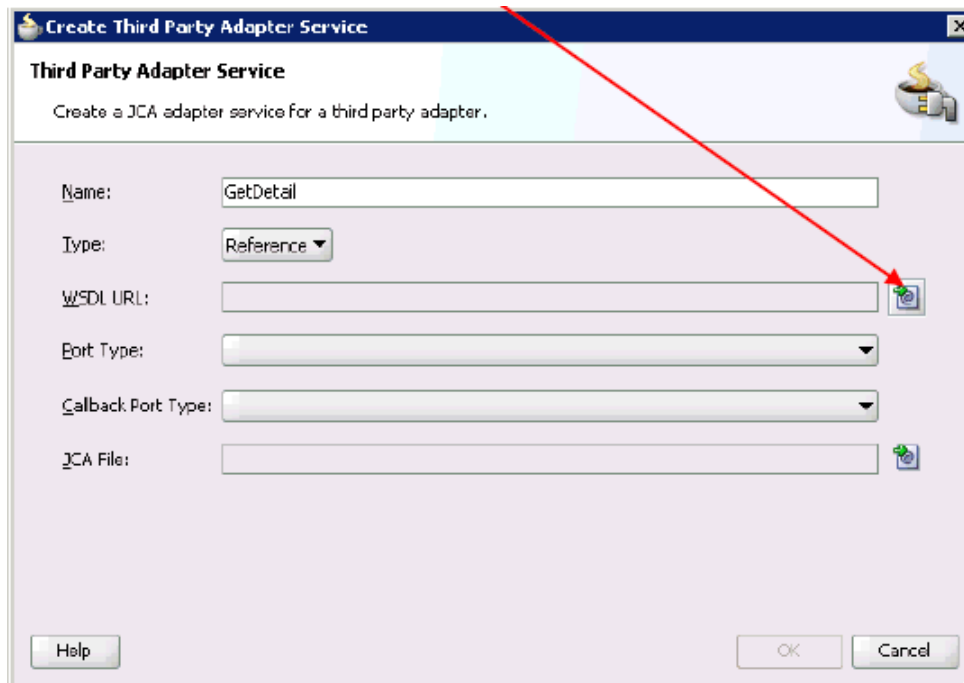 Create Third Party Adapter Service
Third Party Adapter Service
Create a JCA adapter service for a third party adapter.
Name: GetDetail
Type: Reference
WSDL URL:
Port Type:
Callback Port Type:
JCA File:
Help OK Cancel